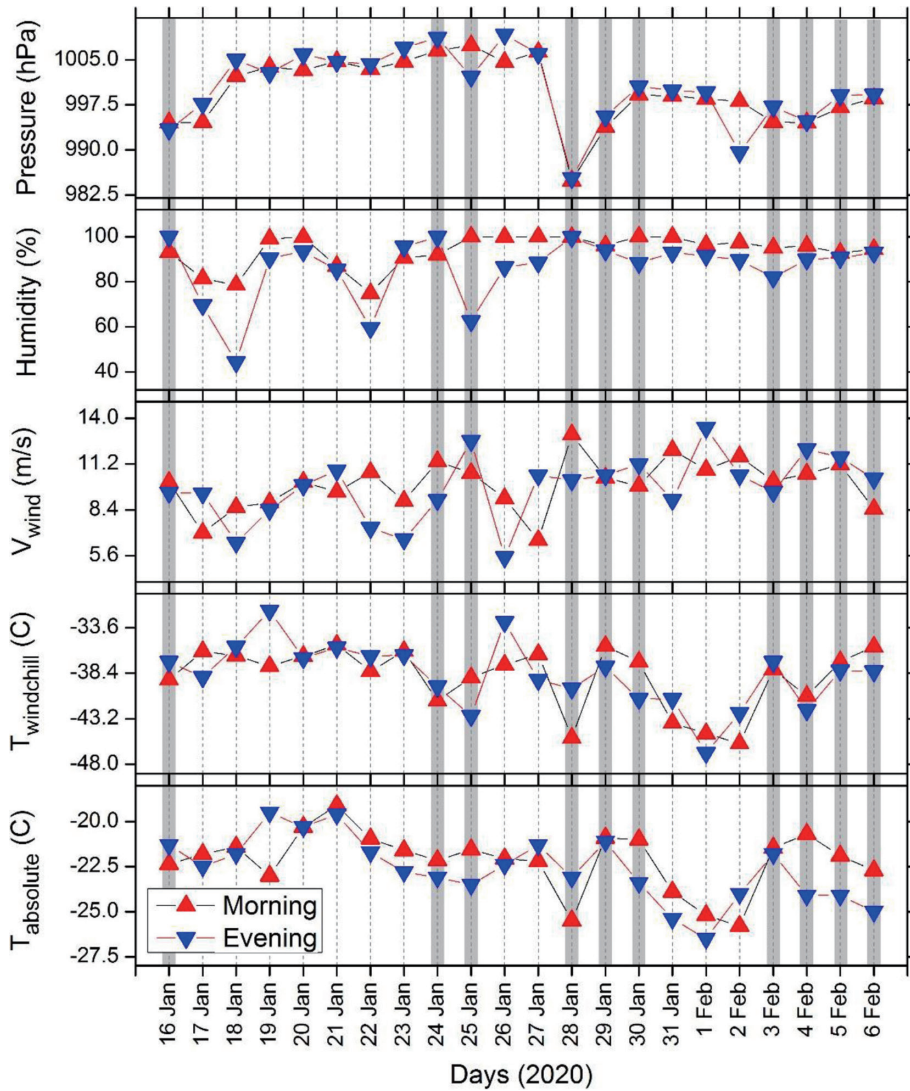 Pressure (hPa)
1005.0
997.5
990.0
982.5
Humidity (%)
100
80
60
40
V_wind (m/s)
14.0
11.2
8.4
5.6
T_windchill (C)
-33.6
-38.4
-43.2
-48.0
T_absolute (C)
-20.0
-22.5
-25.0
-27.5
Morning
Evening
16 Jan
17 Jan
18 Jan
19 Jan
20 Jan
21 Jan
22 Jan
23 Jan
24 Jan
25 Jan
26 Jan
27 Jan
28 Jan
29 Jan
30 Jan
31 Jan
1 Feb
2 Feb
3 Feb
4 Feb
5 Feb
6 Feb
Days (2020)